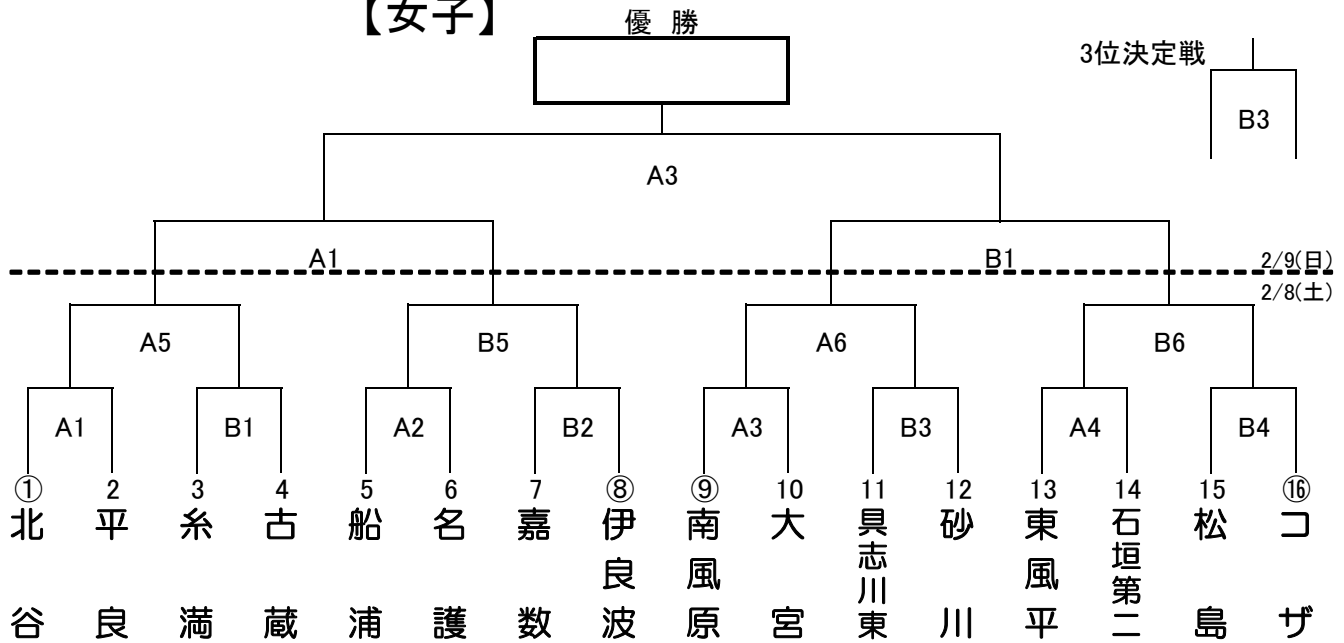 【女子】
優 勝
3位決定戦
B3
A3
A1
B1
2/9(日)
2/8(土)
A5
B5
A6
B6
A1
B1
A2
B2
A3
B3
A4
B4
① 2 3 4 5 6 7 ⑧ ⑨ 10 11 12 13 14 15 ⑯
北谷
平良
糸満
古蔵
船浦
名護
嘉数
伊良波
南風原
大宮
具志川東
砂川
東風平
石垣第二
松島
コザ